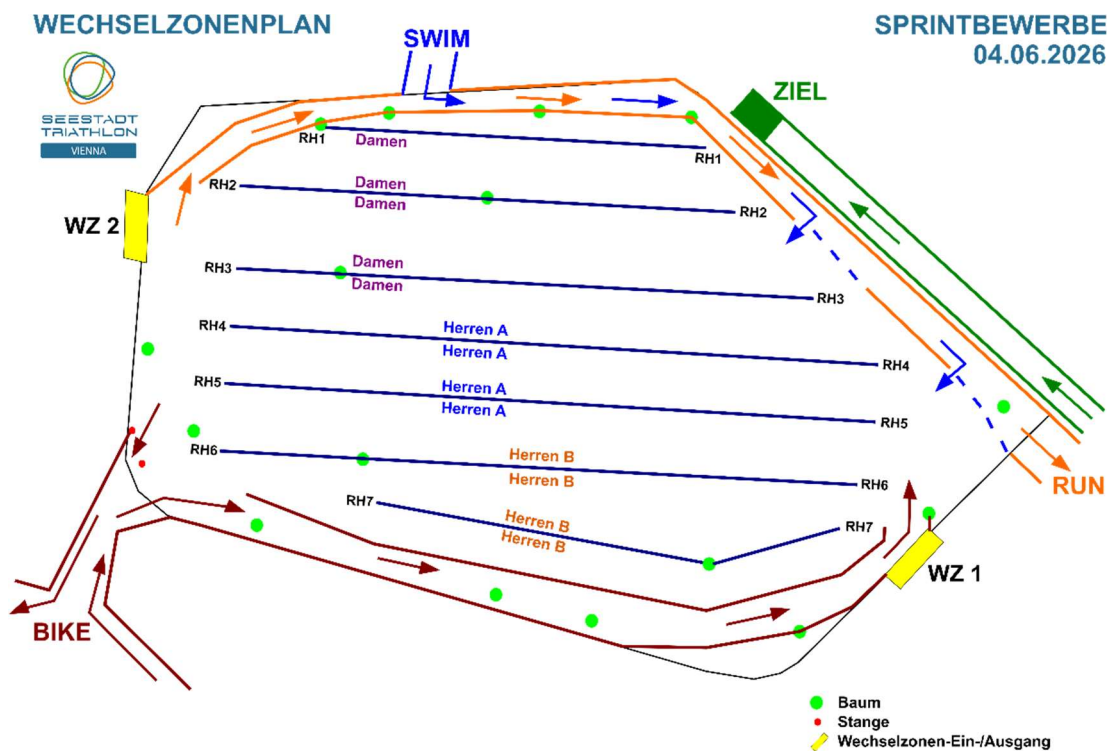 WECHSELZONENPLAN
SPRINTBEWERBE
04.06.2026
SEESTADT
TRIATHLON
VIENNA
SWIM
ZIEL
RH1
Damen
RH1
RH2
Damen
Damen
RH2
WZ 2
RH3
Damen
Damen
RH3
RH4
Herren A
Herren A
RH4
RH5
Herren A
Herren A
RH5
RH6
Herren B
Herren B
RH6
RUN
RH7
Herren B
Herren B
RH7
WZ 1
BIKE
Baum
Stange
Wechselzonen-Ein-/Ausgang